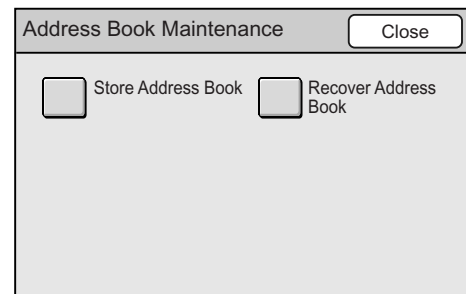 Address Book Maintenance
Close
Store Address Book
Recover Address
Book